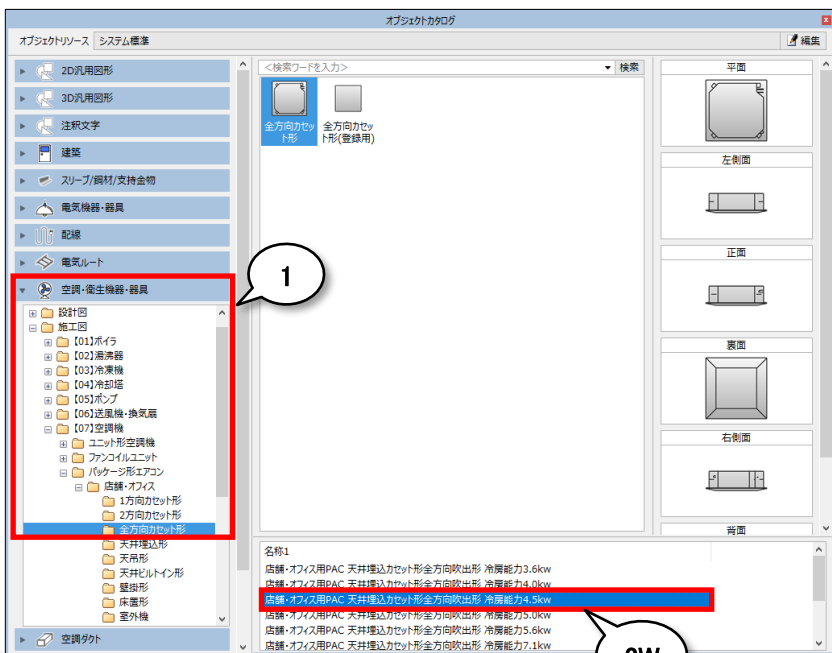 オブジェクトカタログ
オブジェクトリソース システム標準
編集
2D汎用図形
3D汎用図形
注釈文字
建築
スリーブ/鋼材/支持金物
電気機器・器具
配線
電気ルート
空調・衛生機器・器具
設計図
施工図
【01】ボイラ
【02】湯沸器
【03】冷凍機
【04】冷却塔
【05】ポンプ
【06】送風機・換気扇
【07】空調機
ユニット形空調機
ファンコイルユニット
パッケージ形エアコン
店舗・オフィス
1方向カセット形
2方向カセット形
全方向カセット形
天井埋込形
天吊形
天井ビルトイン形
壁掛形
床置形
室外機
空調ダクト
1
<検索ワードを入力>
検索
全方向カセッ
ト形
全方向カセッ
ト形(登録用)
平面
左側面
正面
裏面
右側面
背面
名称1
店舗・オフィス用PAC 天井埋込カセット形全方向吹出形 冷房能力3.6kw
店舗・オフィス用PAC 天井埋込カセット形全方向吹出形 冷房能力4.0kw
店舗・オフィス用PAC 天井埋込カセット形全方向吹出形 冷房能力4.5kw
店舗・オフィス用PAC 天井埋込カセット形全方向吹出形 冷房能力5.0kw
店舗・オフィス用PAC 天井埋込カセット形全方向吹出形 冷房能力5.6kw
店舗・オフィス用PAC 天井埋込カセット形全方向吹出形 冷房能力7.1kw